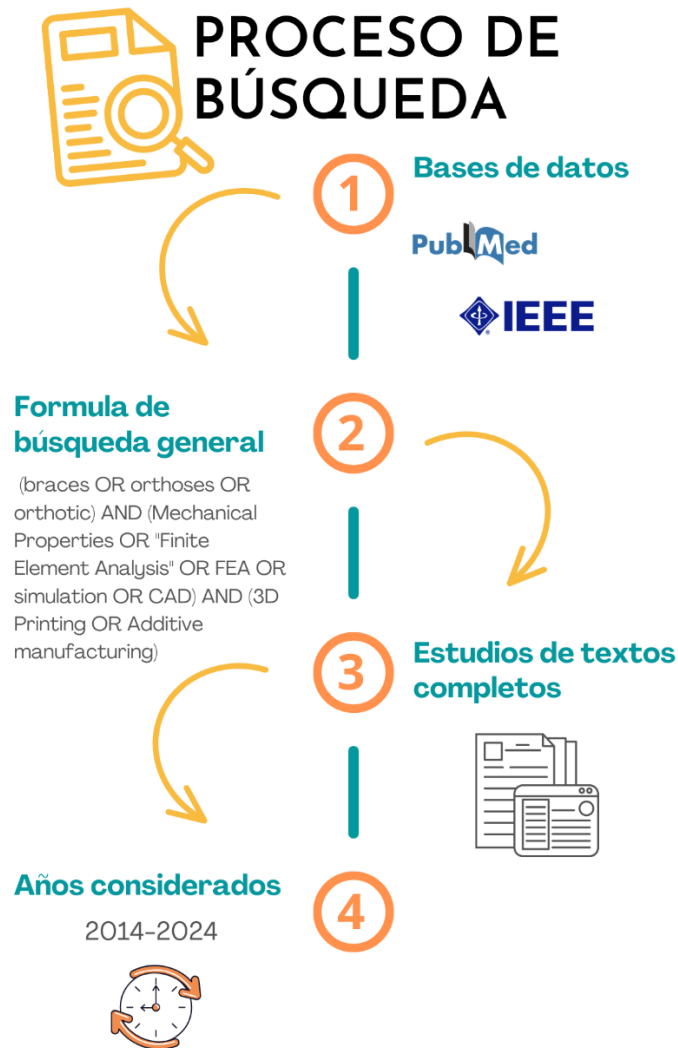 PROCESO DE
BÚSQUEDA
1
Bases de datos
PubMed
IEEE
Formula de
búsqueda general
2
(braces OR orthoses OR
orthotic) AND (Mechanical
Properties OR "Finite
Element Analysis" OR FEA OR
simulation OR CAD) AND (3D
Printing OR Additive
manufacturing)
3
Estudios de textos
completos
Años considerados
4
2014-2024